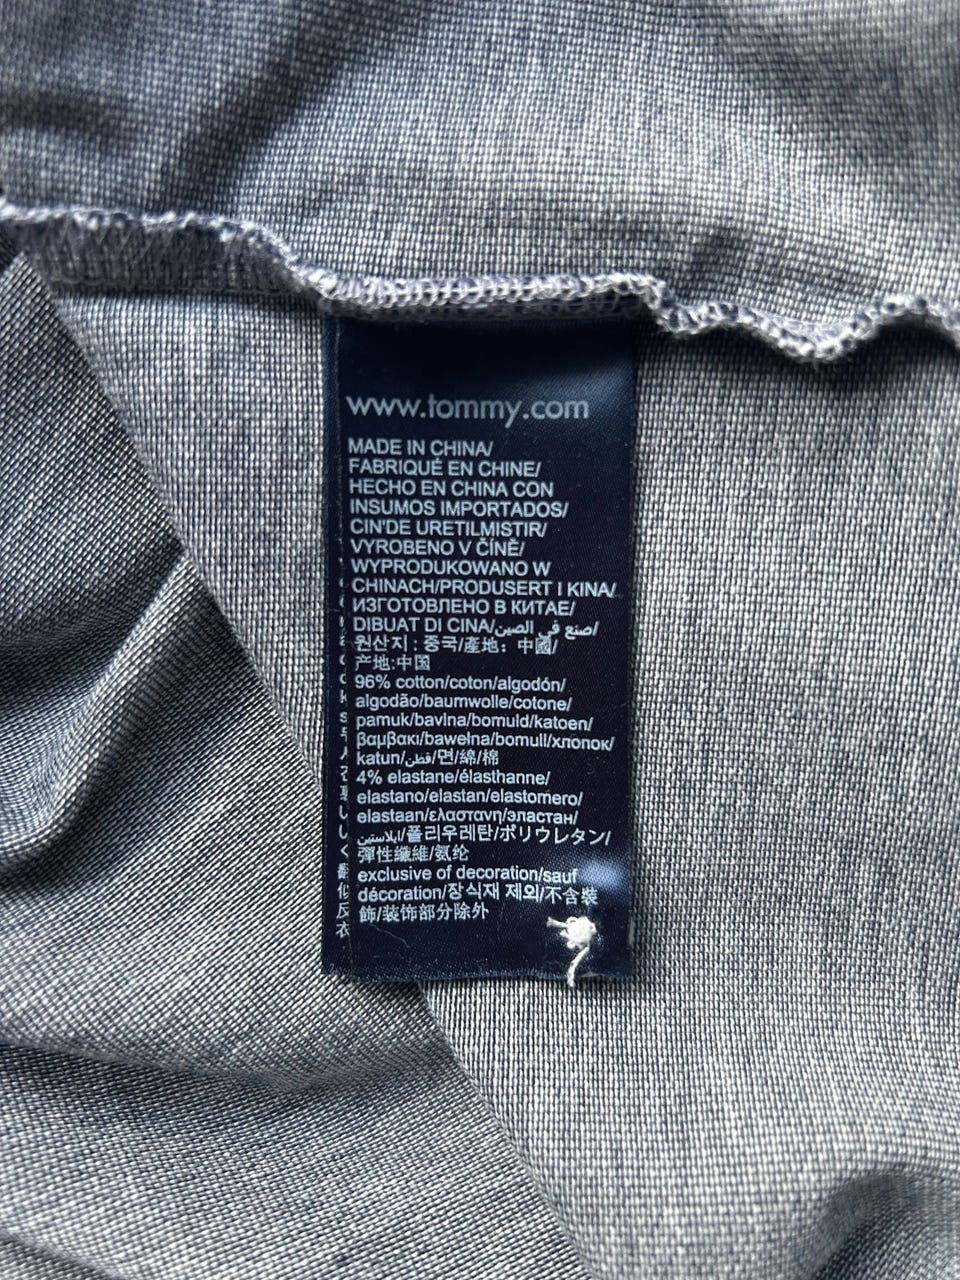 www.tommy.com
MADE IN CHINA/
FABRIQUÉ EN CHINE/
HECHO EN CHINA CON
INSUMOS IMPORTADOS/
CIN'DE URETILMISTIR/
VYROBENO V ČÍNĚ/
WYPRODUKOWANO W
CHINACH/PRODUSERT I KINA/
ИЗГОТОВЛЕНО В КИТАЕ/
DIBUAT DI CINA/صنع في الصين/
원산지 : 중국/產地：中國/
产地:中国
96% cotton/coton/algodón/
algodão/baumwolle/cotone/
pamuk/bavlna/bomuld/katoen/
βαμβακι/bawełna/bomull/хлопок/
katun/قطن/면/綿/棉
4% elastane/élasthanne/
elastano/elastan/elastomero/
elastaan/ελαστανη/эластан/
ايلاستين/폴리우레탄/ポリウレタン/
彈性纖維/氨纶
exclusive of decoration/sauf
décoration/장식재 제외/不含裝
飾/装饰部分除外